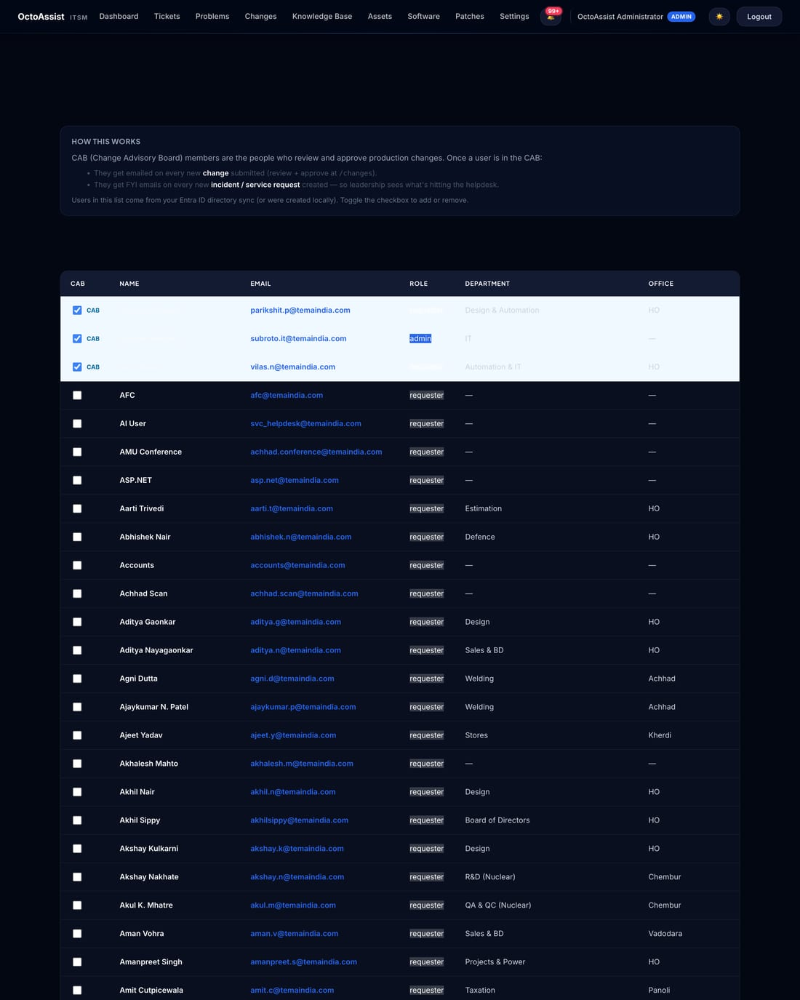 OctoAssist ITSM Dashboard Tickets Problems Changes Knowledge Base Assets Software Patches Settings 99+ OctoAssist Administrator ADMIN Logout
HOW THIS WORKS
CAB (Change Advisory Board) members are the people who review and approve production changes. Once a user is in the CAB:
• They get emailed on every new change submitted (review + approve at /changes).
• They get FYI emails on every new incident / service request created — so leadership sees what's hitting the helpdesk.
Users in this list come from your Entra ID directory sync (or were created locally). Toggle the checkbox to add or remove.
CAB NAME EMAIL ROLE DEPARTMENT OFFICE
CAB parikshit.p@temaindia.com Design & Automation HO
CAB subroto.it@temaindia.com admin IT —
CAB vilas.n@temaindia.com Automation & IT HO
AFC afc@temaindia.com requester — —
AI User svc_helpdesk@temaindia.com requester — —
AMU Conference achhad.conference@temaindia.com requester — —
ASP.NET asp.net@temaindia.com requester — —
Aarti Trivedi aarti.t@temaindia.com requester Estimation HO
Abhishek Nair abhishek.n@temaindia.com requester Defence HO
Accounts accounts@temaindia.com requester — —
Achhad Scan achhad.scan@temaindia.com requester — —
Aditya Gaonkar aditya.g@temaindia.com requester Design HO
Aditya Nayagaonkar aditya.n@temaindia.com requester Sales & BD HO
Agni Dutta agni.d@temaindia.com requester Welding Achhad
Ajaykumar N. Patel ajaykumar.p@temaindia.com requester Welding Achhad
Ajeet Yadav ajeet.y@temaindia.com requester Stores Kherdi
Akhalesh Mahto akhalesh.m@temaindia.com requester — —
Akhil Nair akhil.n@temaindia.com requester Design HO
Akhil Sippy akhilsippy@temaindia.com requester Board of Directors HO
Akshay Kulkarni akshay.k@temaindia.com requester Design HO
Akshay Nakhate akshay.n@temaindia.com requester R&D (Nuclear) Chembur
Akul K. Mhatre akul.m@temaindia.com requester QA & QC (Nuclear) Chembur
Aman Vohra aman.v@temaindia.com requester Sales & BD Vadodara
Amanpreet Singh amanpreet.s@temaindia.com requester Projects & Power HO
Amit Cutpicewala amit.c@temaindia.com requester Taxation Panoli